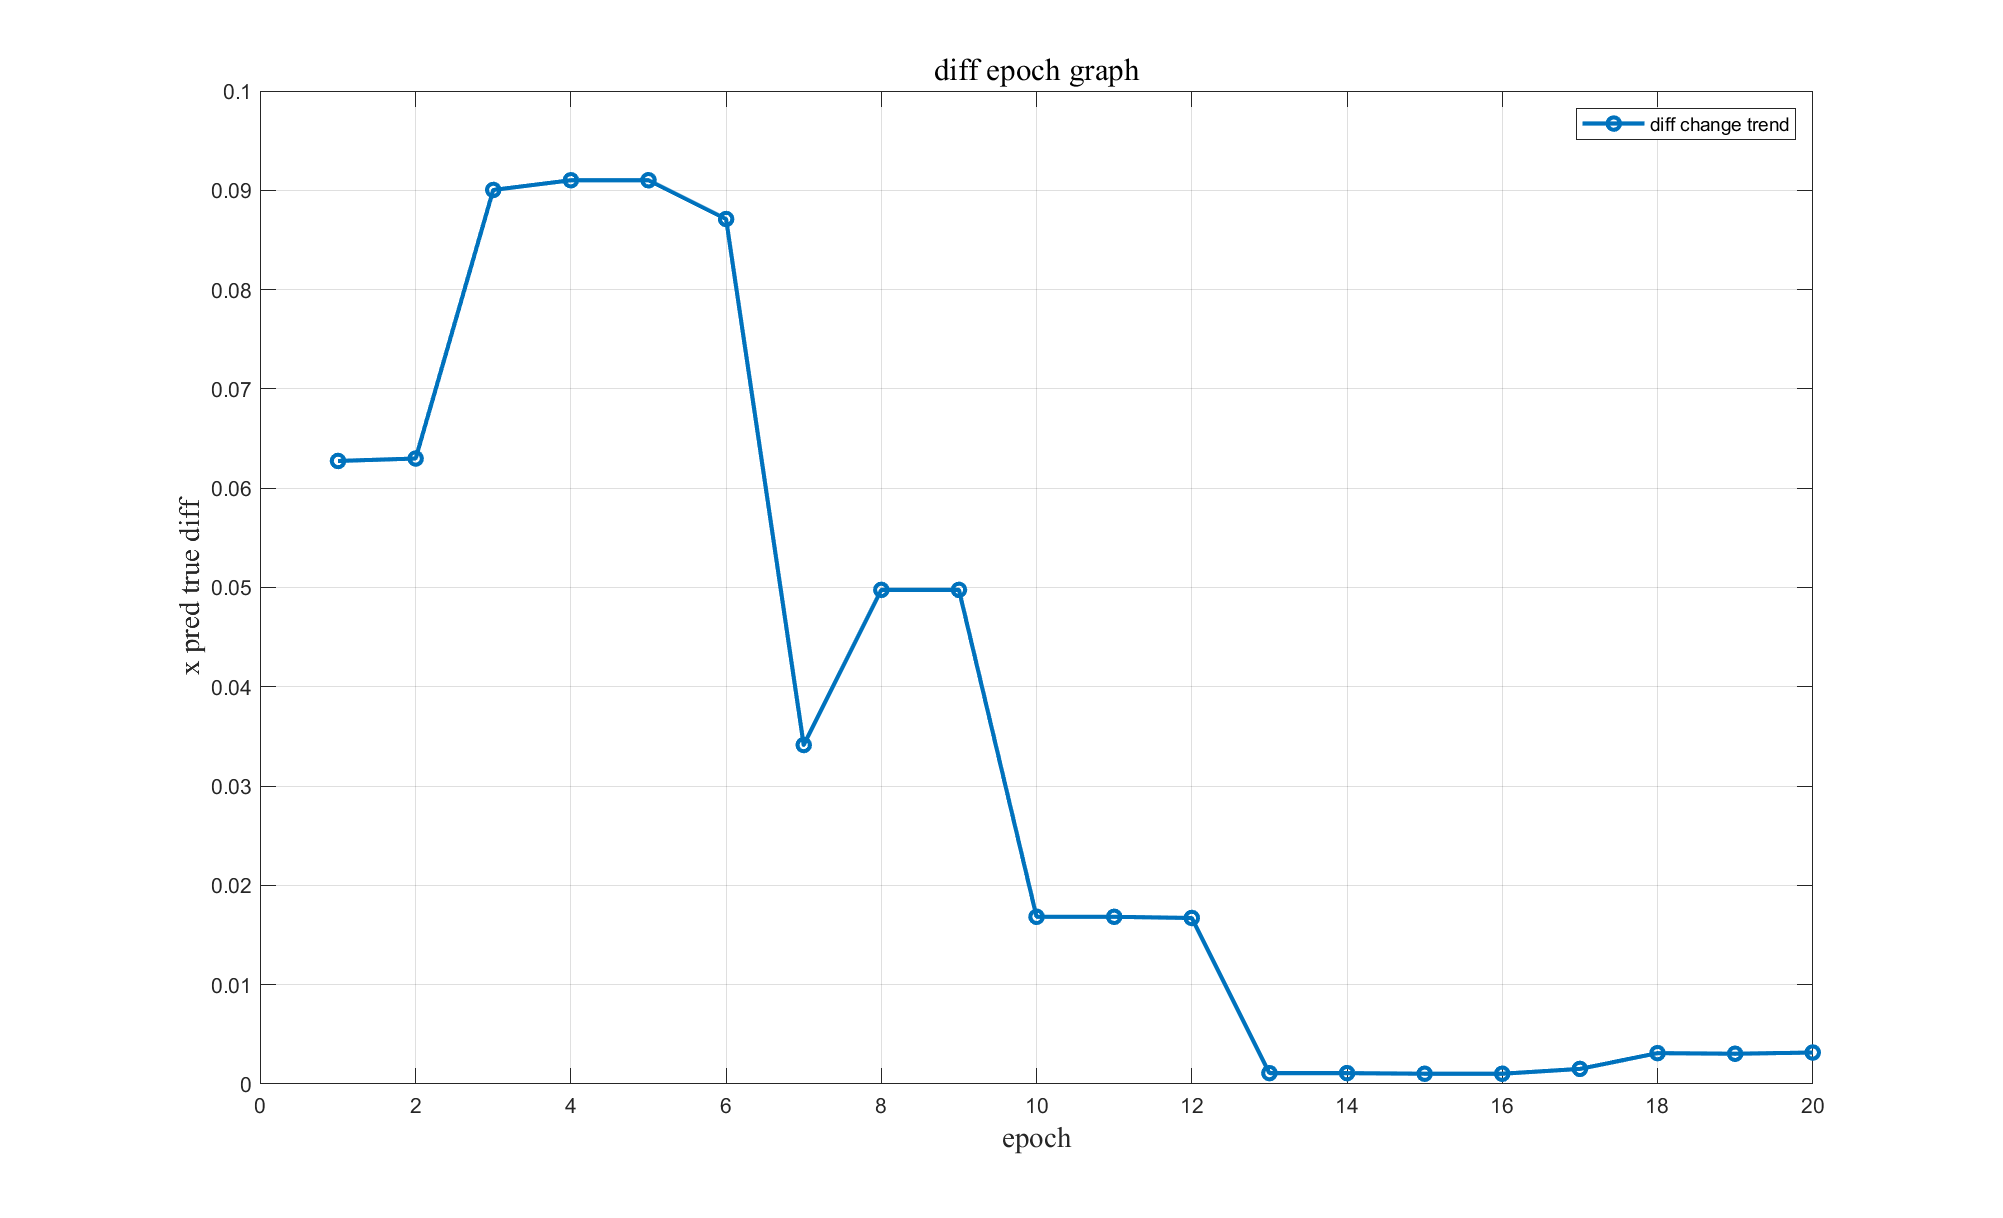 diff epoch graph
diff change trend
x pred true diff
0.1
0.09
0.08
0.07
0.06
0.05
0.04
0.03
0.02
0.01
0
0 2 4 6 8 10 12 14 16 18 20
epoch